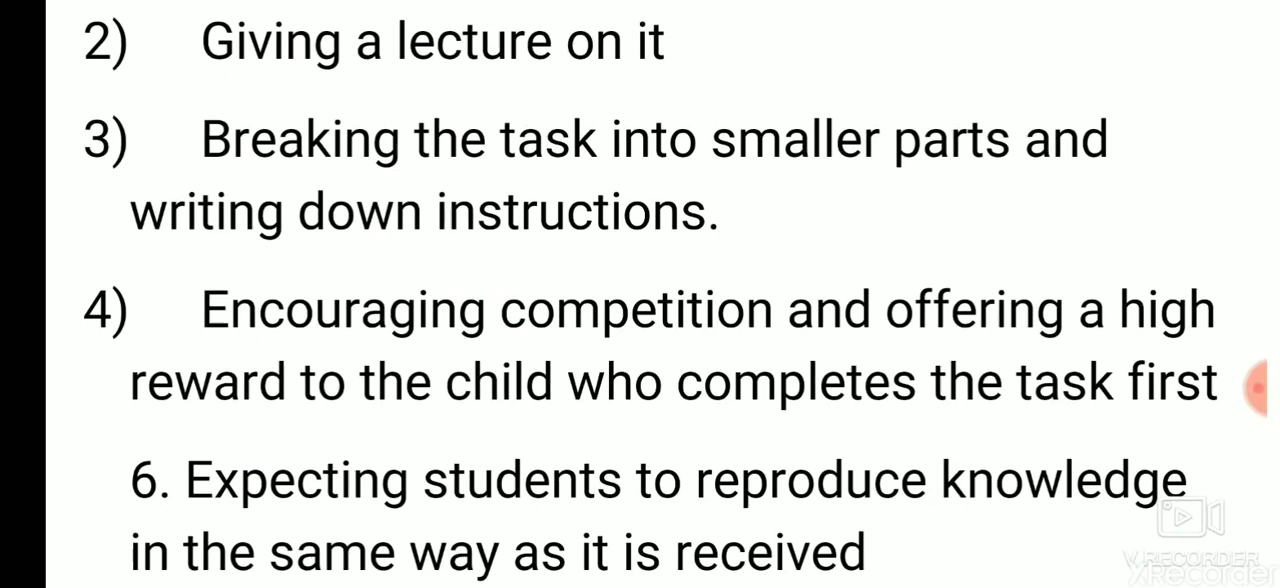 2) Giving a lecture on it
3) Breaking the task into smaller parts and
writing down instructions.
4) Encouraging competition and offering a high
reward to the child who completes the task first
6. Expecting students to reproduce knowledge
in the same way as it is received
V.RECORDER
XRecorder